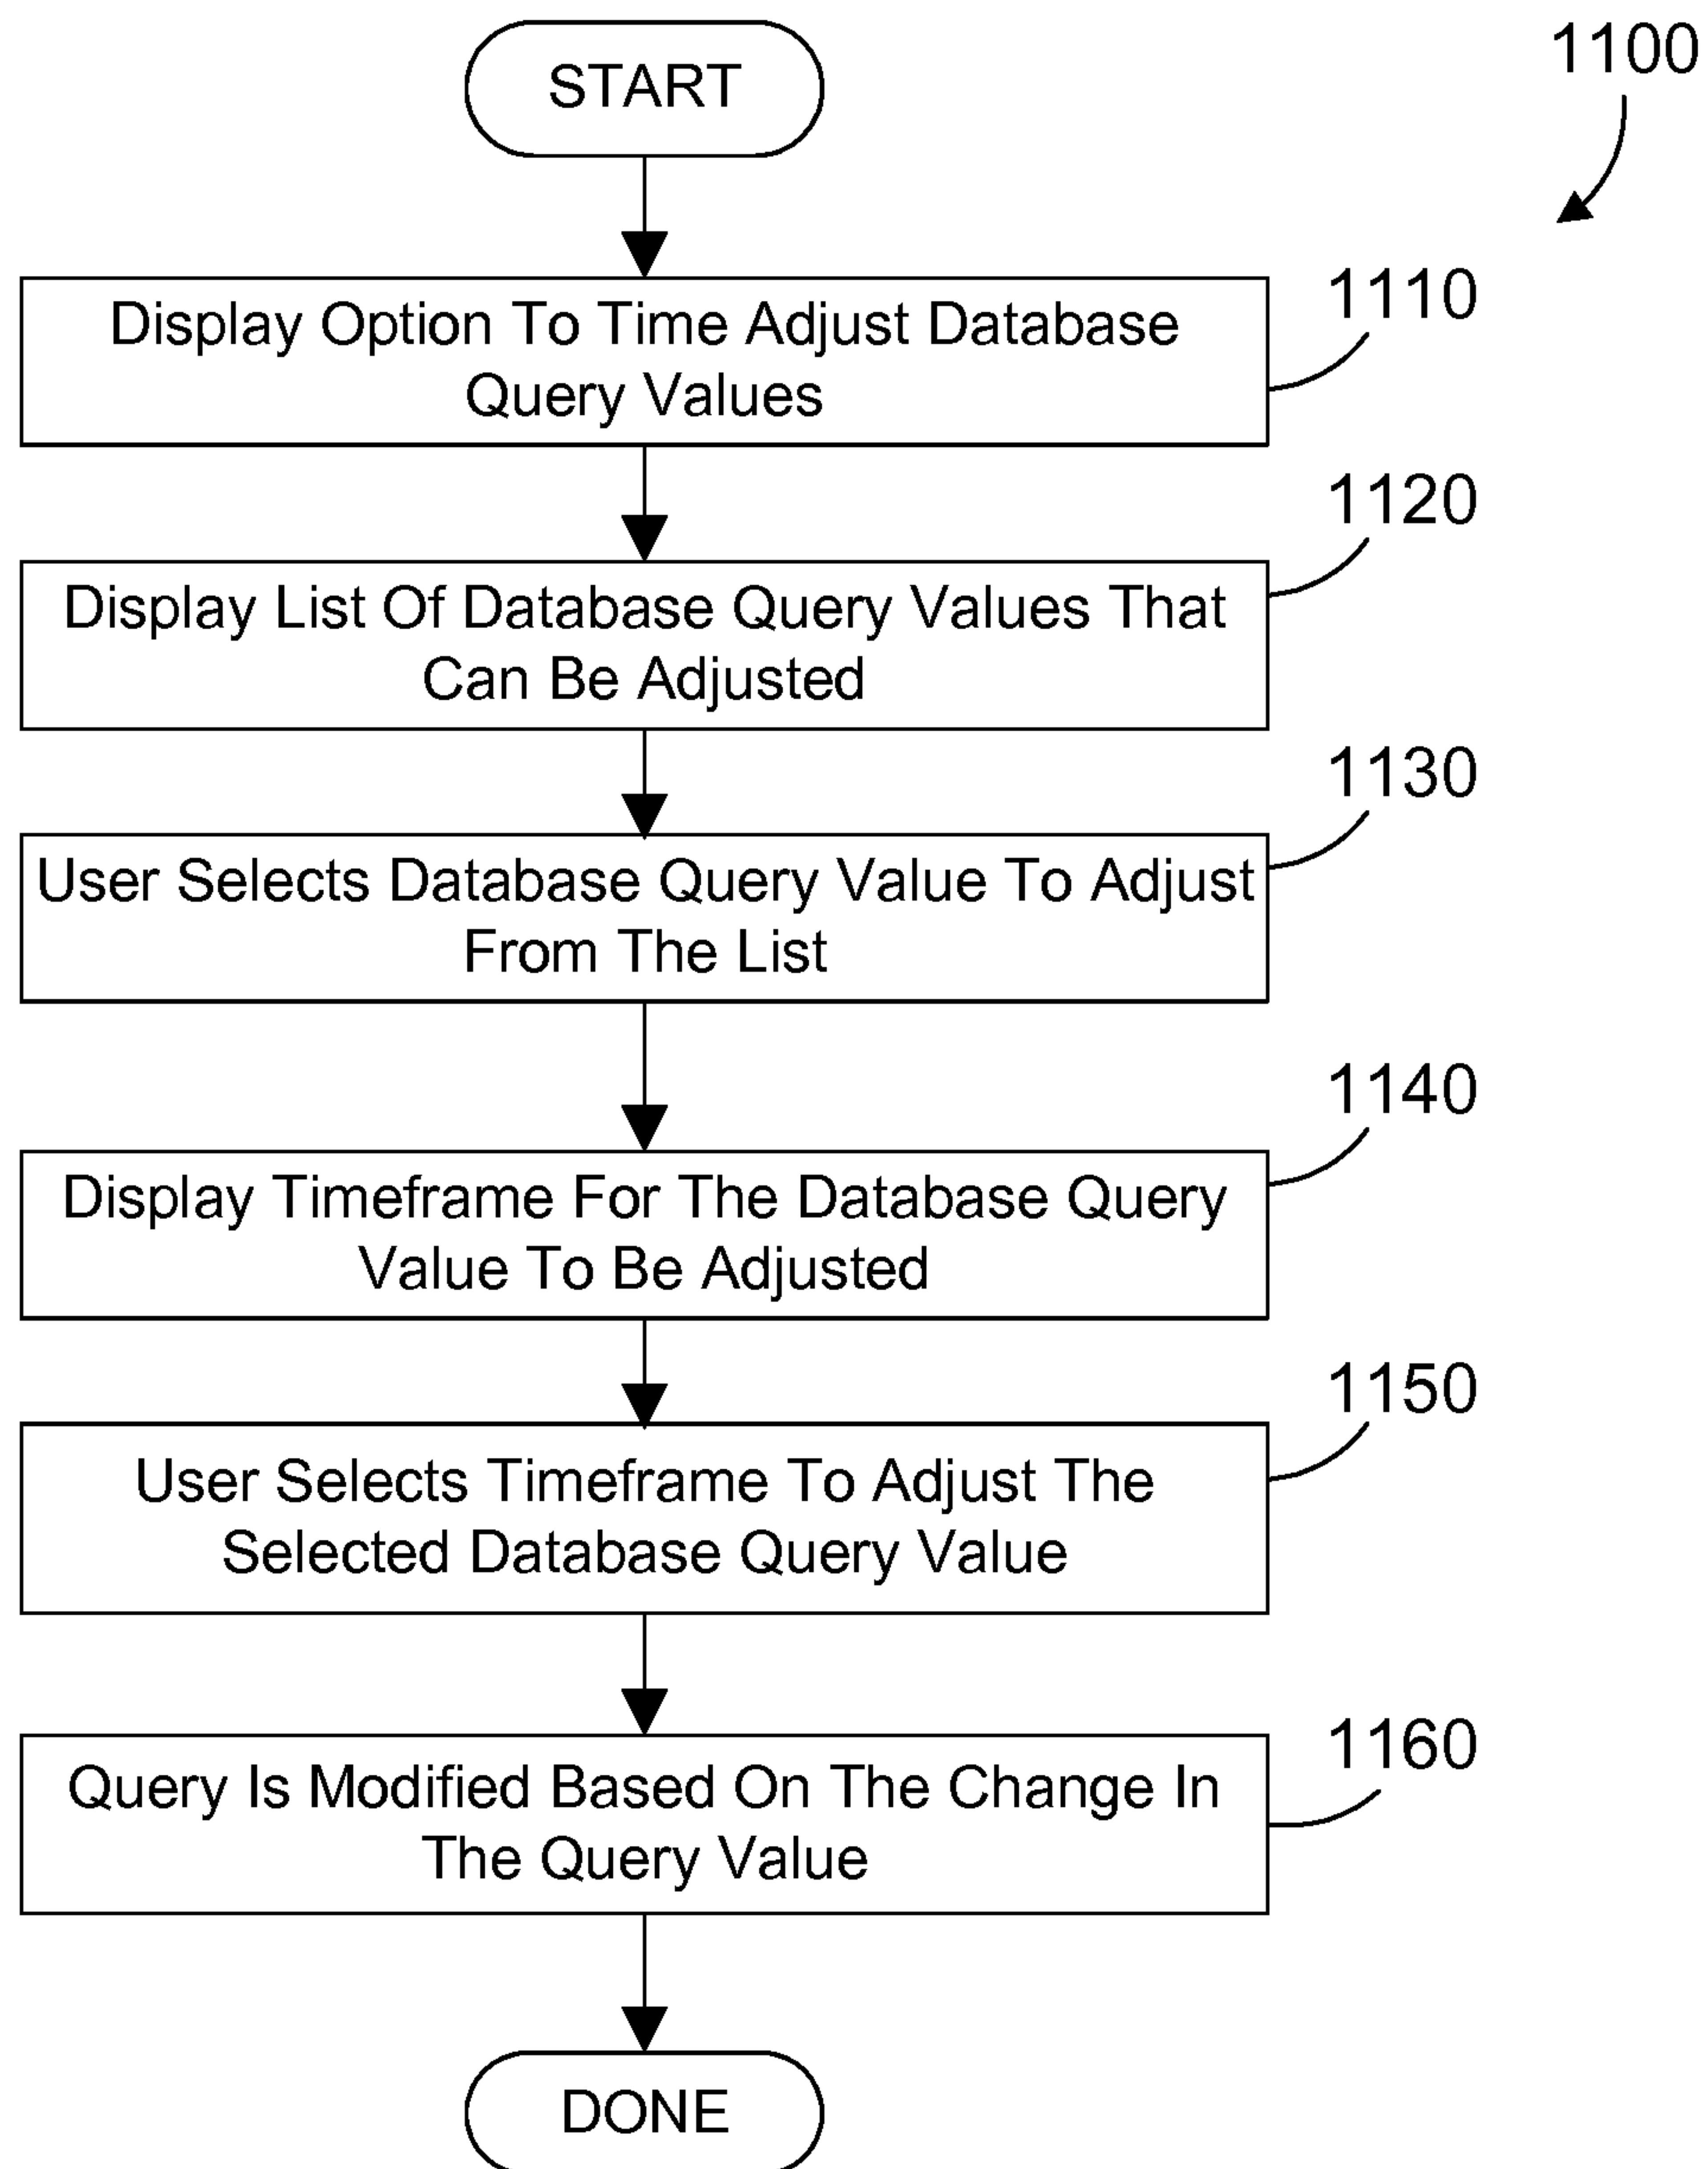 START
1100
Display Option To Time Adjust Database
Query Values
1110
Display List Of Database Query Values That
Can Be Adjusted
1120
User Selects Database Query Value To Adjust
From The List
1130
Display Timeframe For The Database Query
Value To Be Adjusted
1140
User Selects Timeframe To Adjust The
Selected Database Query Value
1150
Query Is Modified Based On The Change In
The Query Value
1160
DONE